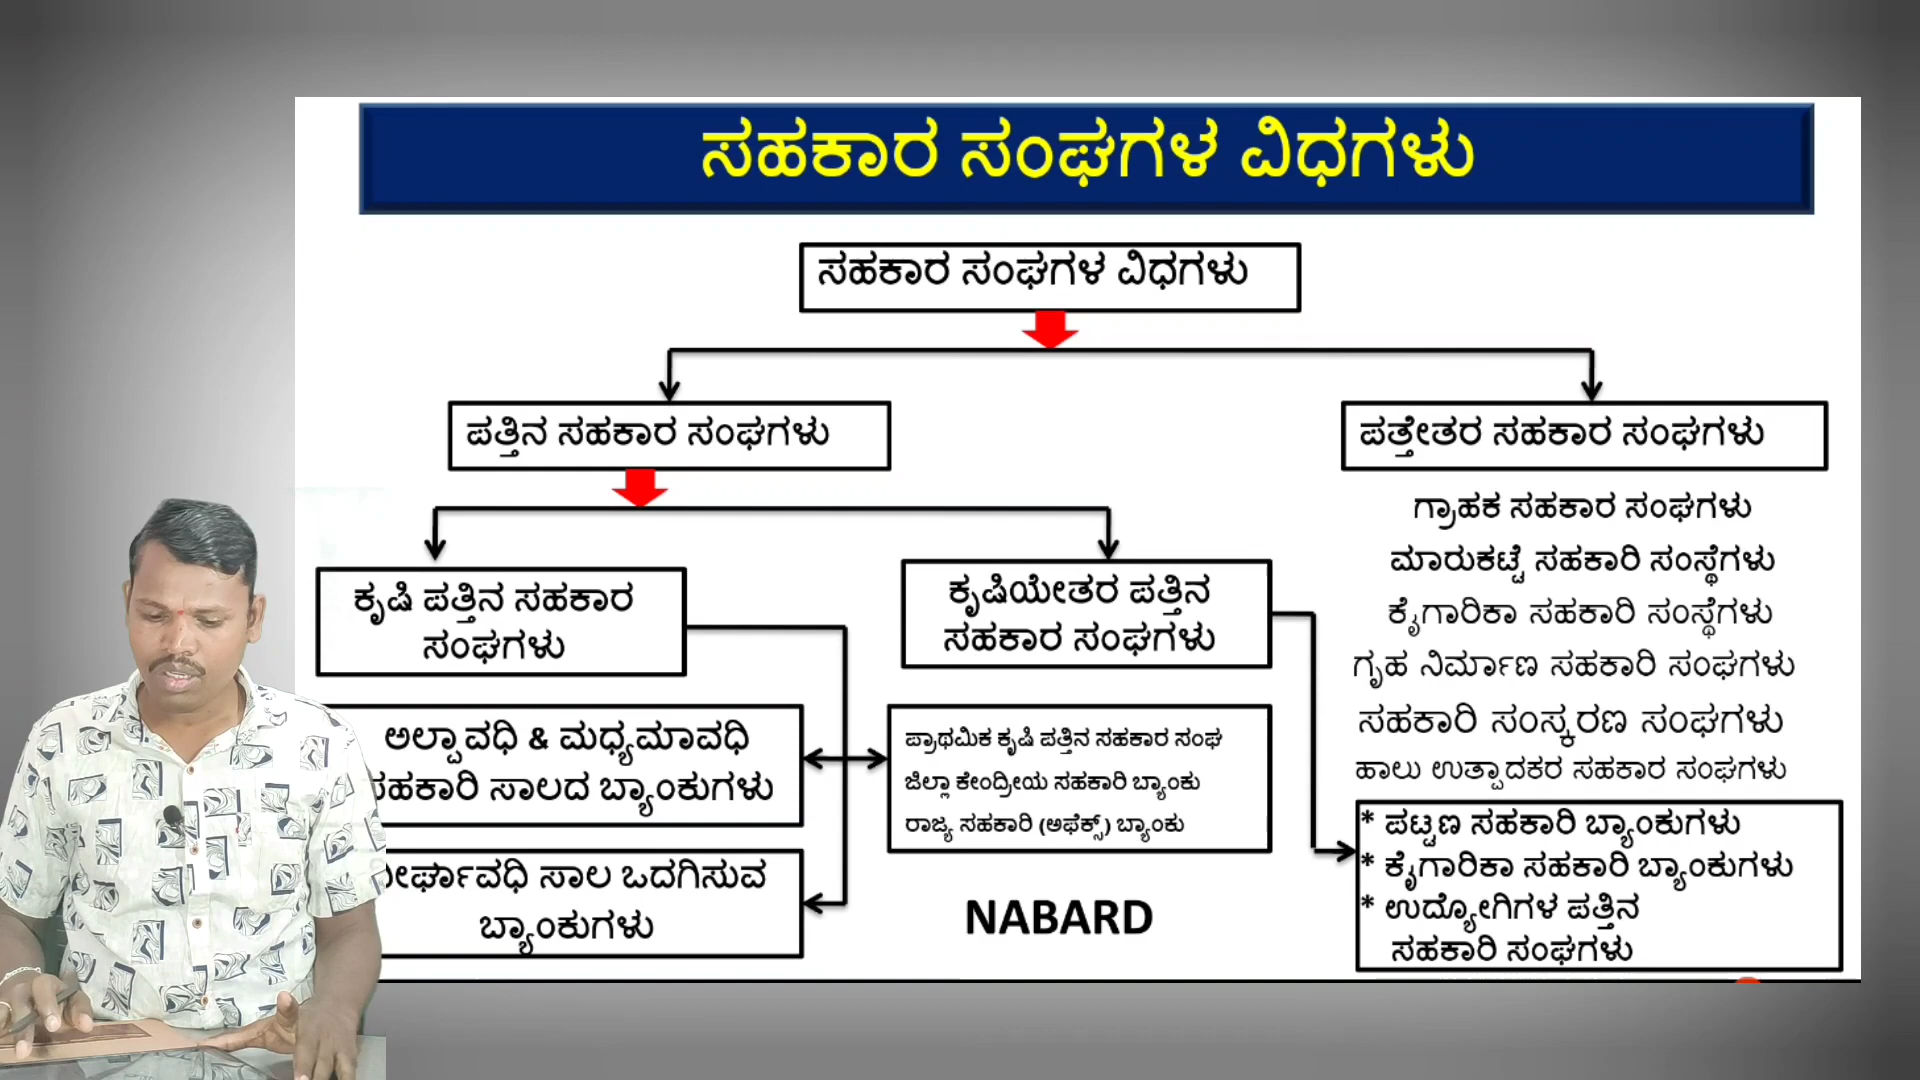 ಸಹಕಾರ ಸಂಘಗಳ ವಿಧಗಳು
ಸಹಕಾರ ಸಂಘಗಳ ವಿಧಗಳು
ಪತ್ತಿನ ಸಹಕಾರ ಸಂಘಗಳು
ಪತ್ತೇತರ ಸಹಕಾರ ಸಂಘಗಳು
ಕೃಷಿ ಪತ್ತಿನ ಸಹಕಾರ
ಸಂಘಗಳು
ಕೃಷಿಯೇತರ ಪತ್ತಿನ
ಸಹಕಾರ ಸಂಘಗಳು
ಗ್ರಾಹಕ ಸಹಕಾರ ಸಂಘಗಳು
ಮಾರುಕಟ್ಟೆ ಸಹಕಾರಿ ಸಂಸ್ಥೆಗಳು
ಕೈಗಾರಿಕಾ ಸಹಕಾರಿ ಸಂಸ್ಥೆಗಳು
ಗೃಹ ನಿರ್ಮಾಣ ಸಹಕಾರಿ ಸಂಘಗಳು
ಸಹಕಾರಿ ಸಂಸ್ಕರಣ ಸಂಘಗಳು
ಹಾಲು ಉತ್ಪಾದಕರ ಸಹಕಾರ ಸಂಘಗಳು
ಅಲ್ಪಾವಧಿ & ಮಧ್ಯಮಾವಧಿ
ಸಹಕಾರಿ ಸಾಲದ ಬ್ಯಾಂಕುಗಳು
ಪ್ರಾಥಮಿಕ ಕೃಷಿ ಪತ್ತಿನ ಸಹಕಾರ ಸಂಘ
ಜಿಲ್ಲಾ ಕೇಂದ್ರೀಯ ಸಹಕಾರಿ ಬ್ಯಾಂಕು
ರಾಜ್ಯ ಸಹಕಾರಿ (ಅಫೆಕ್ಸ್) ಬ್ಯಾಂಕು
ದೀರ್ಘಾವಧಿ ಸಾಲ ಒದಗಿಸುವ
ಬ್ಯಾಂಕುಗಳು
NABARD
* ಪಟ್ಟಣ ಸಹಕಾರಿ ಬ್ಯಾಂಕುಗಳು
* ಕೈಗಾರಿಕಾ ಸಹಕಾರಿ ಬ್ಯಾಂಕುಗಳು
* ಉದ್ಯೋಗಿಗಳ ಪತ್ತಿನ
ಸಹಕಾರಿ ಸಂಘಗಳು